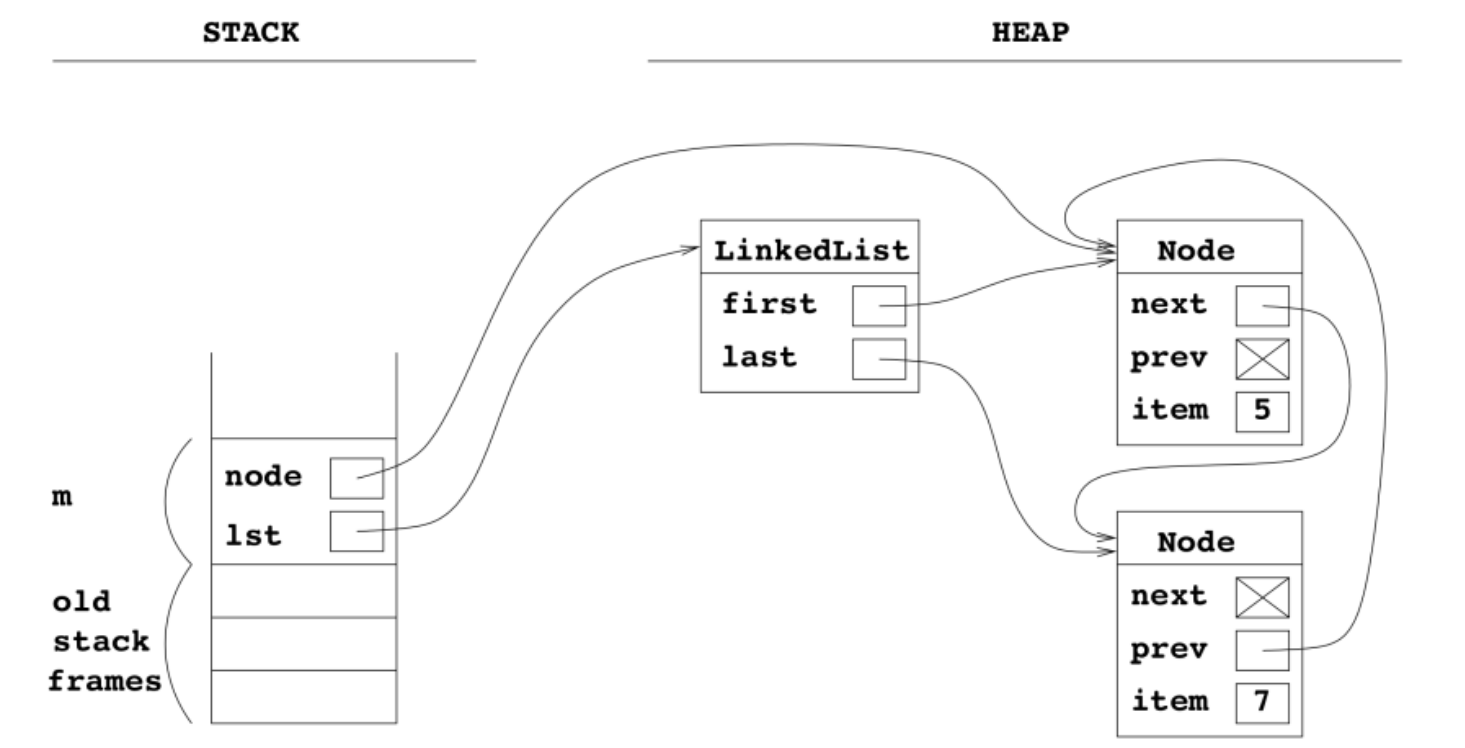 STACK
HEAP
LinkedList
first
last
Node
next
prev
item 5
m
node
lst
old
stack
frames
Node
next
prev
item 7